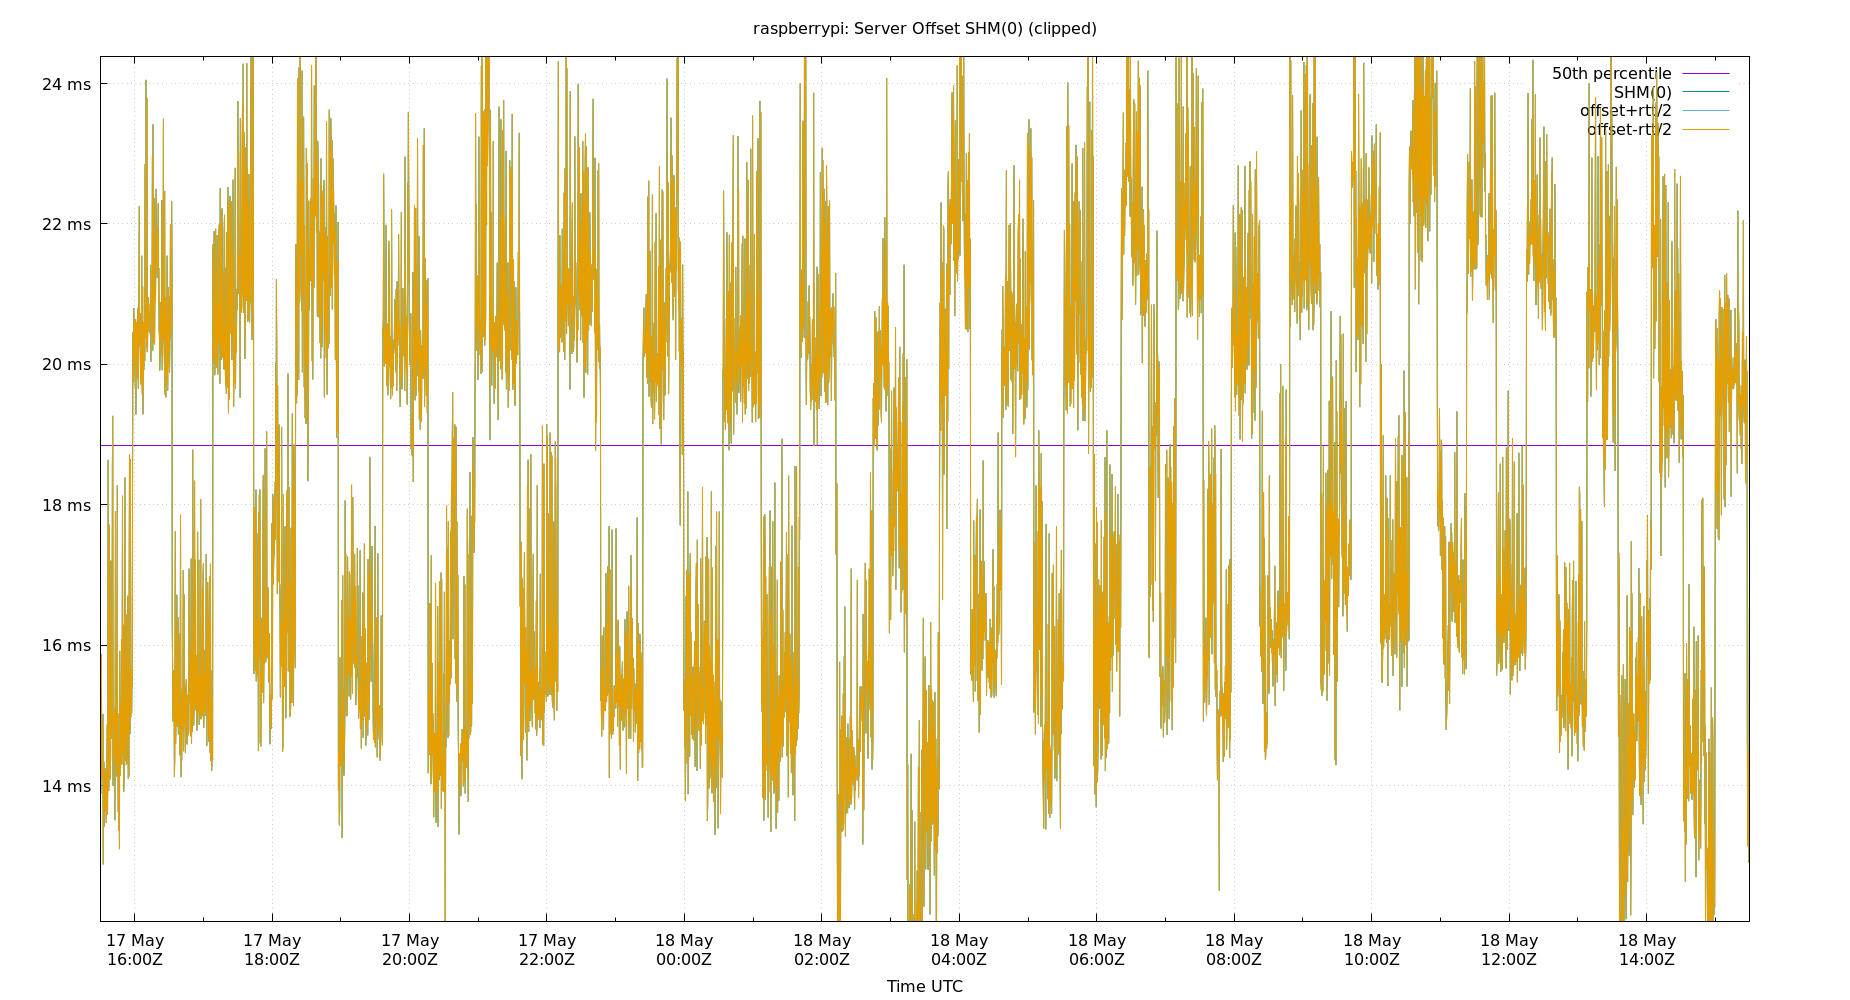 raspberrypi: Server Offset SHM(0) (clipped)
50th percentile
SHM(0)
offset+rtt/2
offset-rtt/2
24 ms
22 ms
20 ms
18 ms
16 ms
14 ms
17 May 17 May 17 May 17 May 18 May 18 May 18 May 18 May 18 May 18 May 18 May 18 May
16:00Z 18:00Z 20:00Z 22:00Z 00:00Z 02:00Z 04:00Z 06:00Z 08:00Z 10:00Z 12:00Z 14:00Z
Time UTC